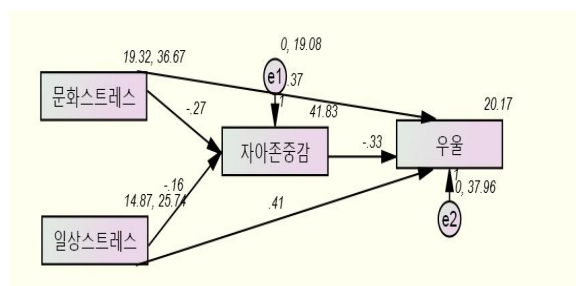 0, 19.08
19.32, 36.67
e1
.37
1
41.83
20.17
문화스트레스
-.27
자아존중감
-.33
우울
-.16
14.87, 25.74
1
0, 37.96
일상스트레스
.41
e2